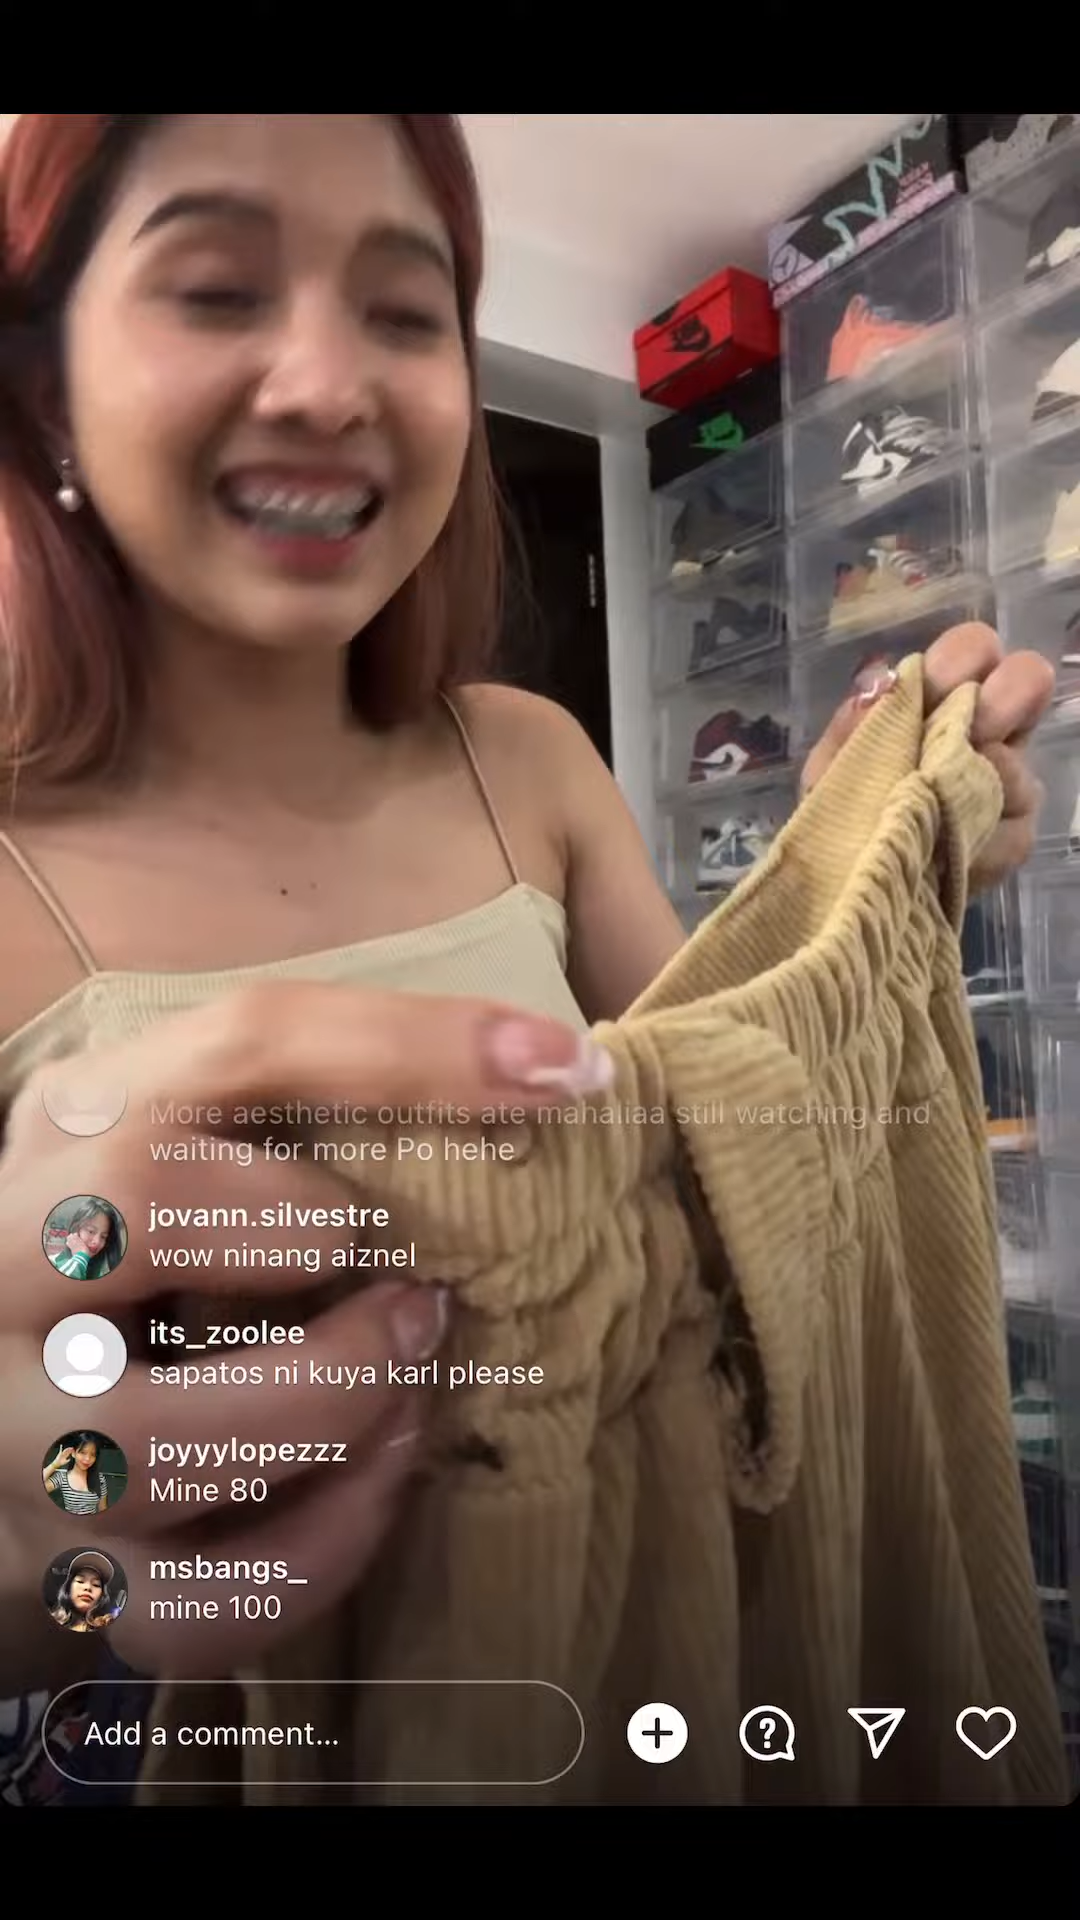 More aesthetic outfits ate mahaliaa still watching and
waiting for more Po hehe
jovann.silvestre
wow ninang aiznel
its_zoolee
sapatos ni kuya karl please
joyyylopezzz
Mine 80
msbangs_
mine 100
Add a comment...